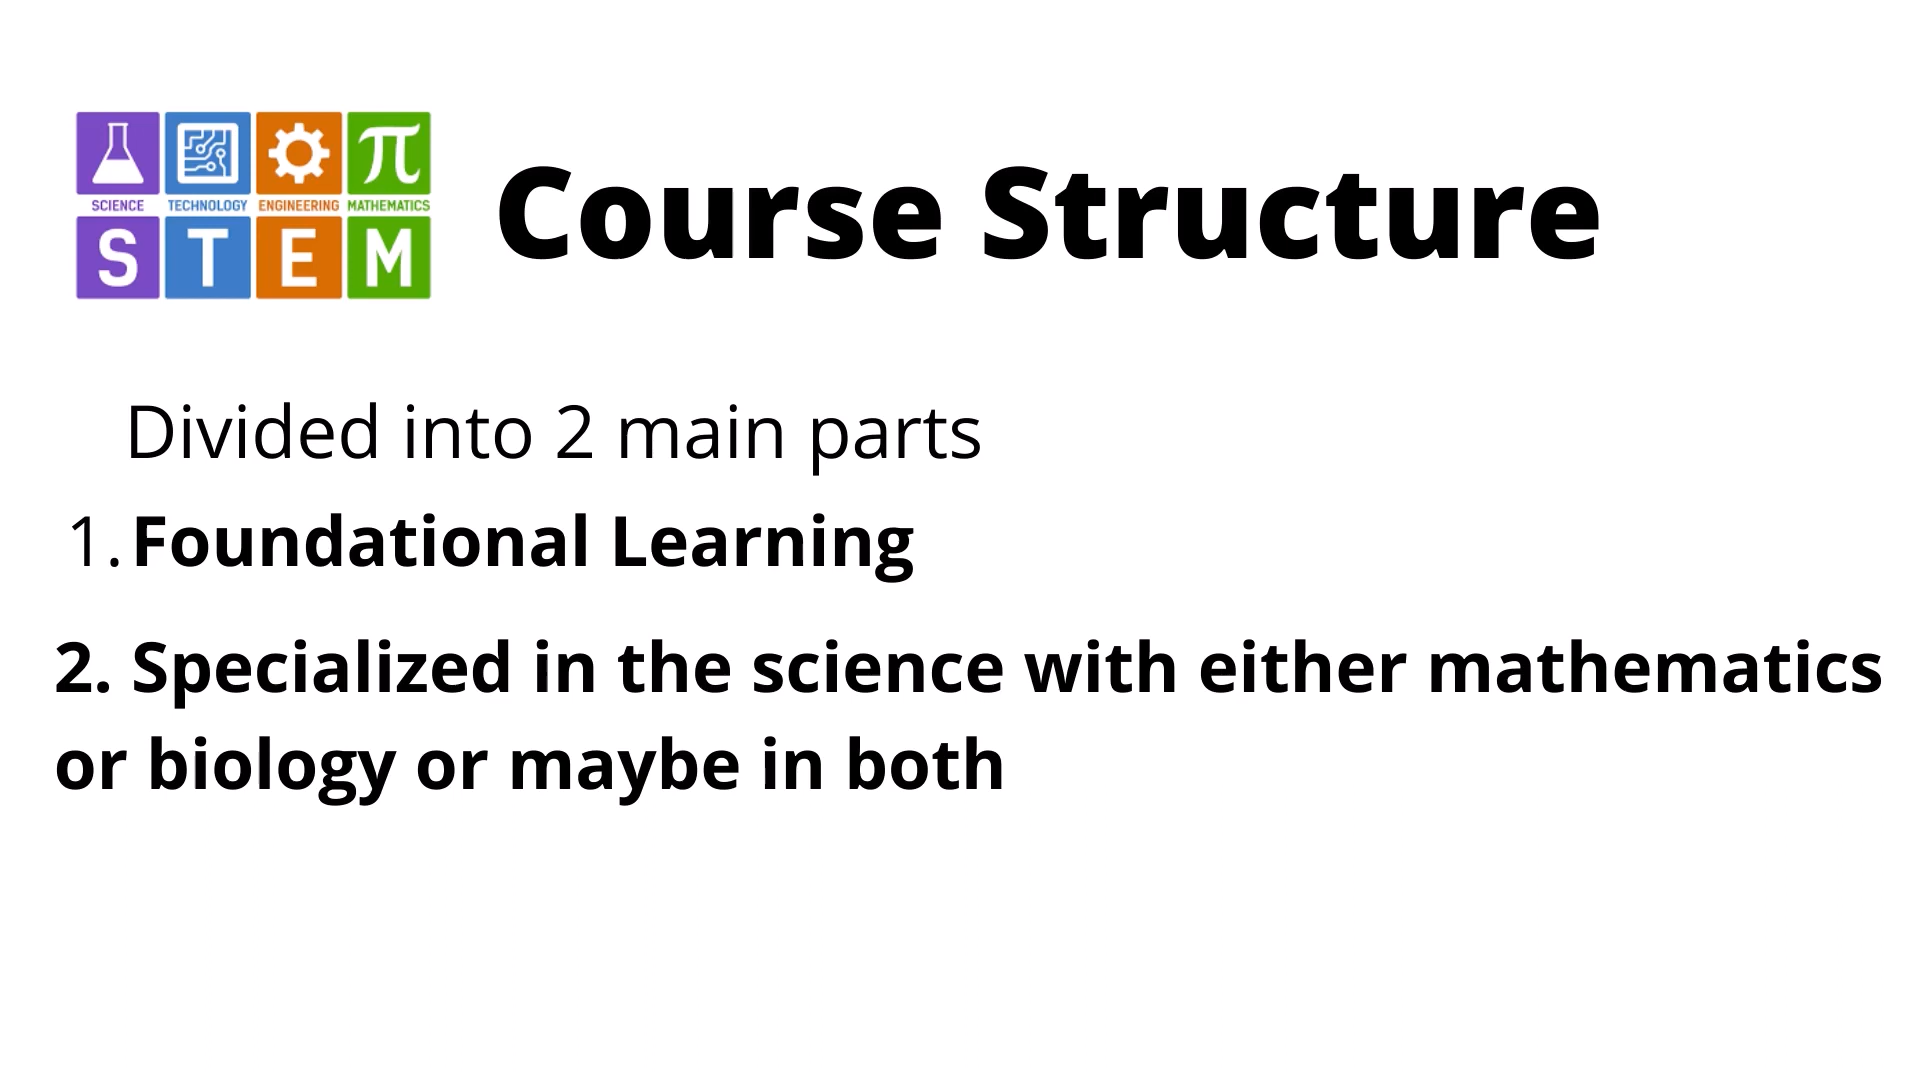 SCIENCE TECHNOLOGY ENGINEERING MATHEMATICS
STEM
Course Structure
Divided into 2 main parts
1. Foundational Learning
2. Specialized in the science with either mathematics
or biology or maybe in both